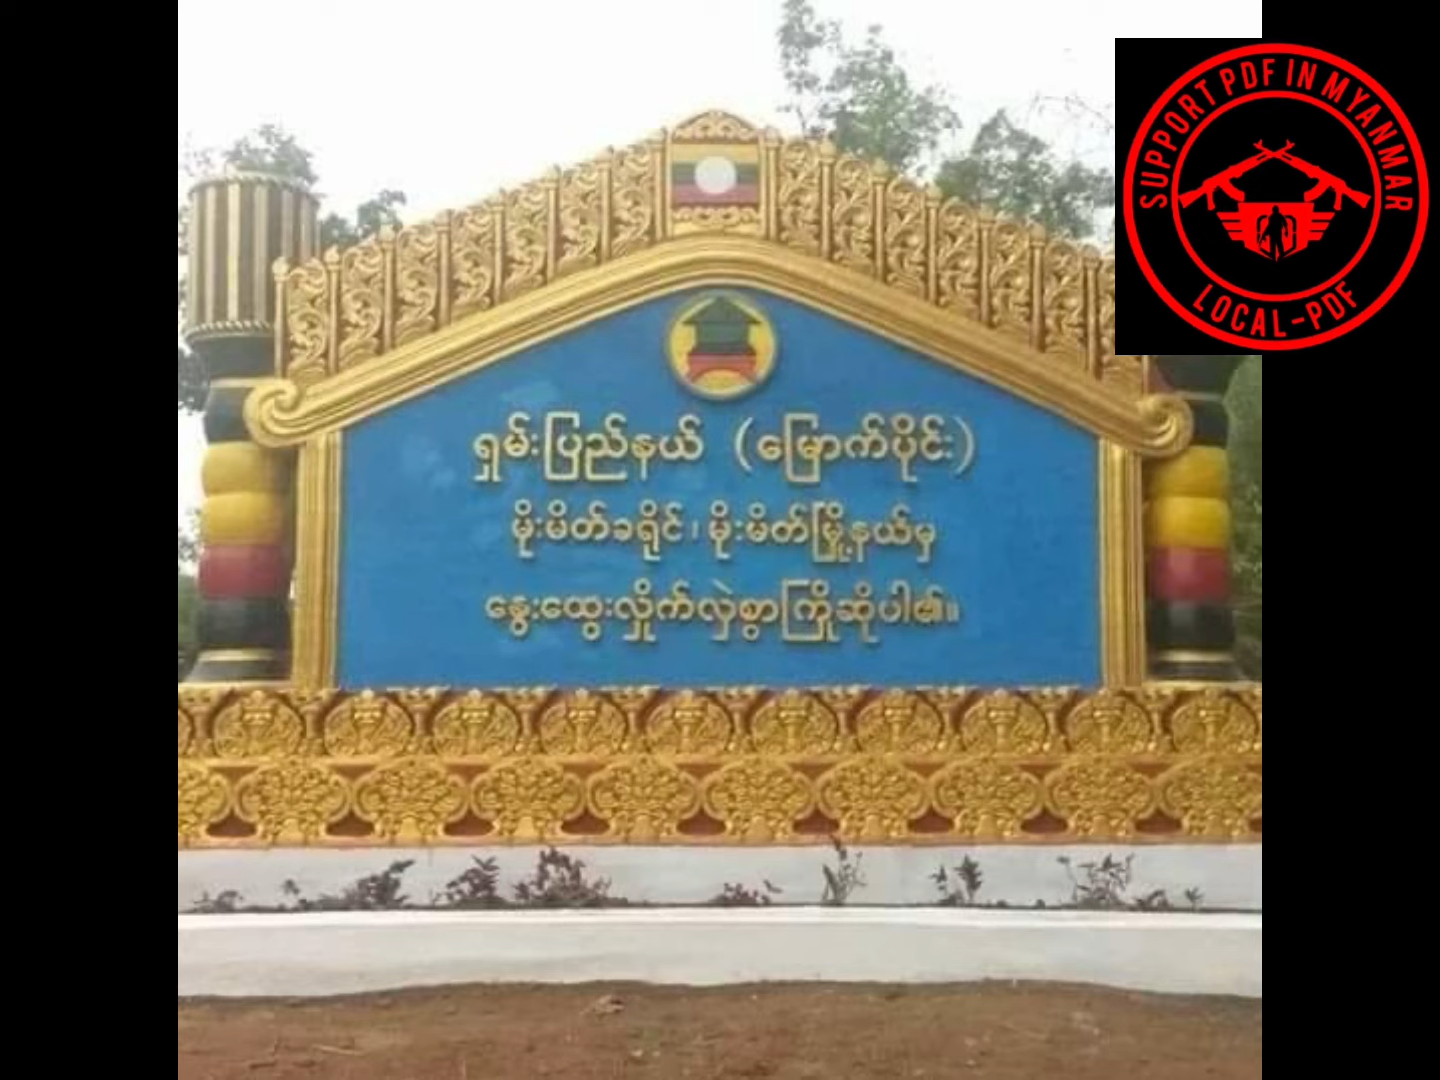 SUPPORT PDF IN MYANMAR
LOCAL-PDF
ရှမ်းပြည်နယ် (မြောက်ပိုင်း)
မိုးမိတ်ခရိုင်၊ မိုးမိတ်မြို့နယ်မှ
နွေးထွေးလှိုက်လှဲစွာကြိုဆိုပါ၏။